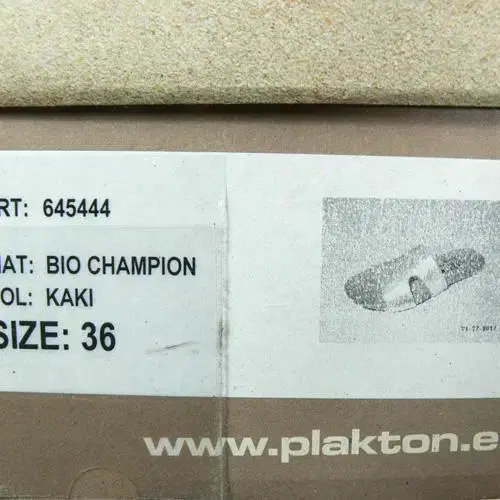 RT: 645444
MAT: BIO CHAMPION
OL: KAKI
SIZE: 36
www.plakton.e